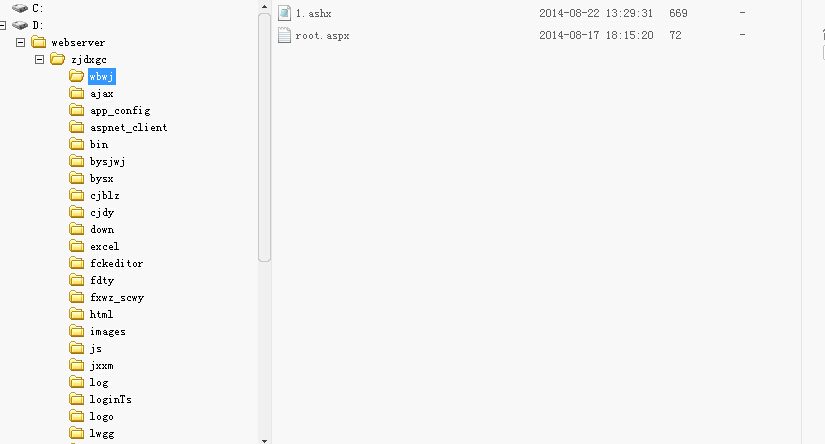 C:
D:
webserver
zjdxgc
wbwj
ajax
app_config
aspnet_client
bin
bysjwj
bysx
cjblz
cjdy
down
excel
fckeditor
fdty
fxwz_scwy
html
images
js
jxxm
log
loginTs
logo
lwgg
1.ashx 2014-08-22 13:29:31 669 -
root.aspx 2014-08-17 18:15:20 72 -